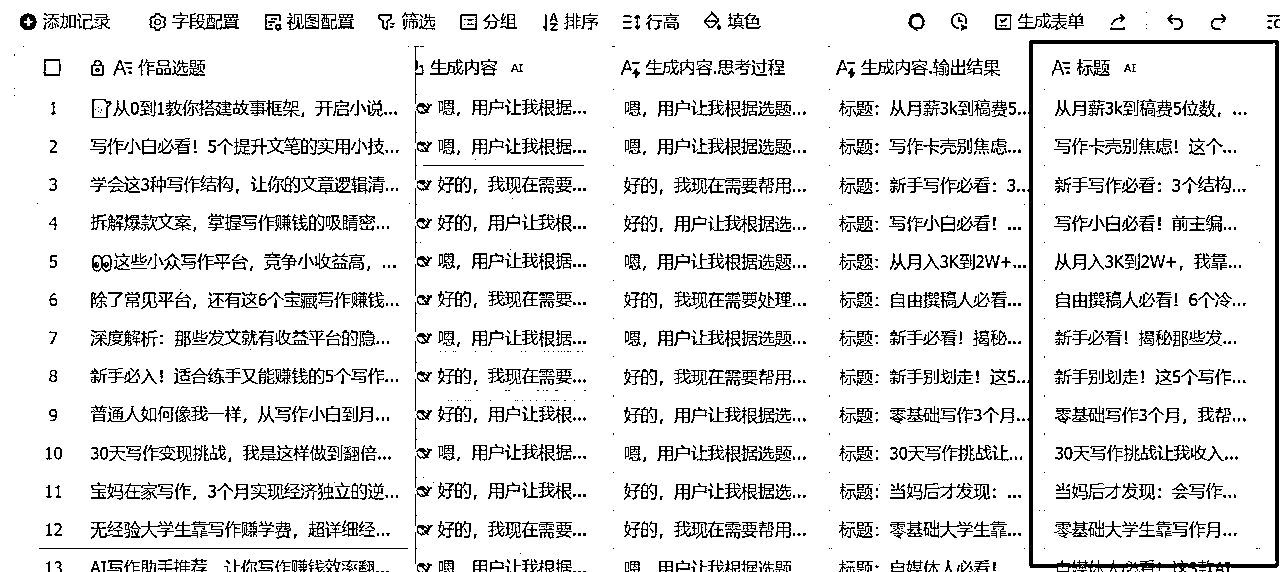 添加记录 字段配置 视图配置 筛选 分组 排序 行高 填色 生成表单
作品选题 生成内容 AI 生成内容.思考过程 生成内容.输出结果 标题 AI
1 从0到1教你搭建故事框架，开启小说... 嗯，用户让我根据... 嗯，用户让我根据选题... 标题：从月薪3k到稿费5... 从月薪3k到稿费5位数，...
2 写作小白必看！5个提升文笔的实用小技... 嗯，用户让我根据... 嗯，用户让我根据选题... 标题：写作卡壳别焦虑... 写作卡壳别焦虑！这个...
3 学会这3种写作结构，让你的文章逻辑清... 好的，我现在需要... 好的，我现在需要帮用... 标题：新手写作必看：3... 新手写作必看：3个结构...
4 拆解爆款文案，掌握写作赚钱的吸睛密... 好的，用户让我根... 好的，用户让我根据选... 标题：写作小白必看！... 写作小白必看！前主编...
5 👀这些小众写作平台，竞争小收益高，... 嗯，用户让我根据... 嗯，用户让我根据选题... 标题：从月入3K到2W+... 从月入3K到2W+，我靠...
6 除了常见平台，还有这6个宝藏写作赚钱... 好的，我现在需要... 好的，我现在需要处理... 标题：自由撰稿人必看... 自由撰稿人必看！6个冷...
7 深度解析：那些发文就有收益平台的隐... 嗯，用户让我根据... 嗯，用户让我根据选题... 标题：新手必看！揭秘... 新手必看！揭秘那些发...
8 新手必入！适合练手又能赚钱的5个写作... 好的，我现在需要... 好的，我现在需要帮用... 标题：新手别划走！这5... 新手别划走！这5个写作...
9 普通人如何像我一样，从写作小白到月... 好的，用户让我根... 好的，用户让我根据选... 标题：零基础写作3个月... 零基础写作3个月，我帮...
10 30天写作变现挑战，我是这样做到翻倍... 嗯，用户让我根据... 嗯，用户让我根据选题... 标题：30天写作挑战让... 30天写作挑战让我收入...
11 宝妈在家写作，3个月实现经济独立的逆... 好的，用户让我根... 好的，用户让我根据选... 标题：当妈后才发现：... 当妈后才发现：会写作...
12 无经验大学生靠写作赚学费，超详细经... 好的，我现在需要... 好的，我现在需要帮用... 标题：零基础大学生靠... 零基础大学生靠写作月...
13 AI写作助手推荐，让你写作赚钱效率翻... 嗯，用户让我根据... 嗯，用户让我根据选题... 标题：自媒体人必看！ 自媒体人必看！这5款AI